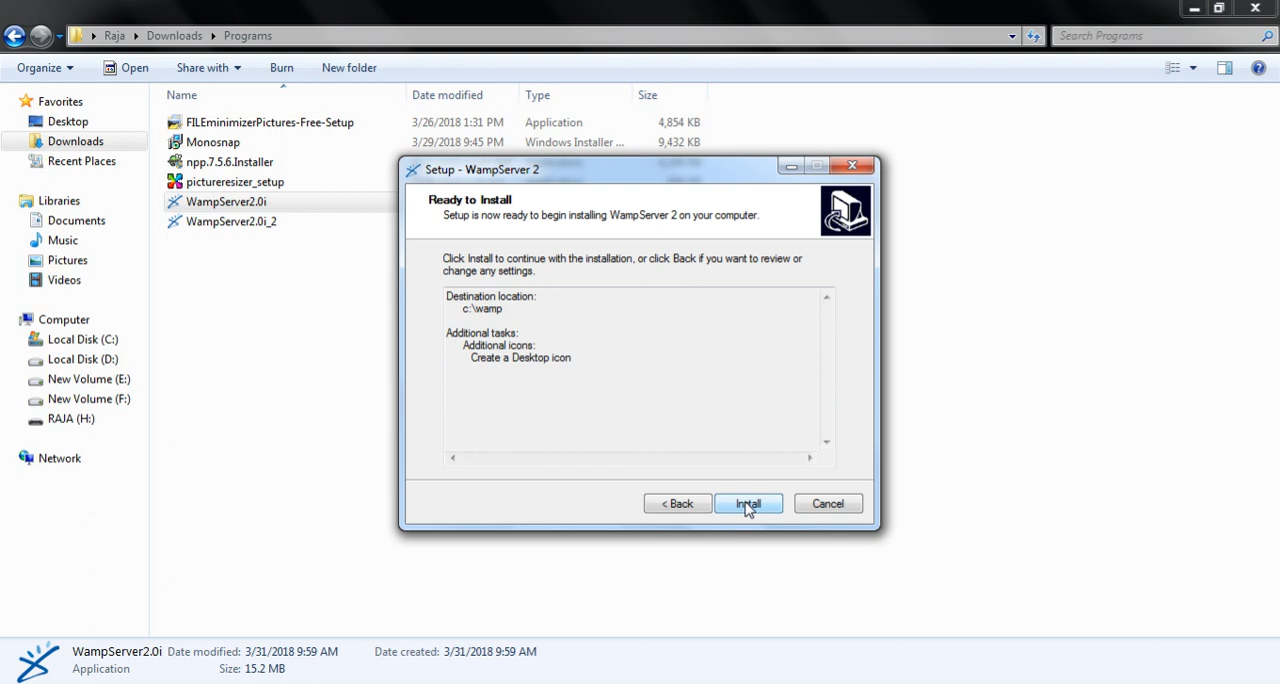 Raja Downloads Programs
Search Programs
Organize Open Share with Burn New folder
Name Date modified Type Size
Favorites
Desktop
Downloads
Recent Places
Libraries
Documents
Music
Pictures
Videos
Computer
Local Disk (C:)
Local Disk (D:)
New Volume (E:)
New Volume (F:)
RAJA (H:)
Network
FILEminimizerPictures-Free-Setup 3/26/2018 1:31 PM Application 4,854 KB
Monosnap 3/29/2018 9:45 PM Windows Installer ... 9,432 KB
npp.7.5.6.Installer
pictureresizer_setup
WampServer2.0i
WampServer2.0i_2
Setup - WampServer 2
Ready to Install
Setup is now ready to begin installing WampServer 2 on your computer.
Click Install to continue with the installation, or click Back if you want to review or
change any settings.
Destination location:
c:\wamp
Additional tasks:
Additional icons:
Create a Desktop icon
< Back Install Cancel
WampServer2.0i Date modified: 3/31/2018 9:59 AM Date created: 3/31/2018 9:59 AM
Application Size: 15.2 MB